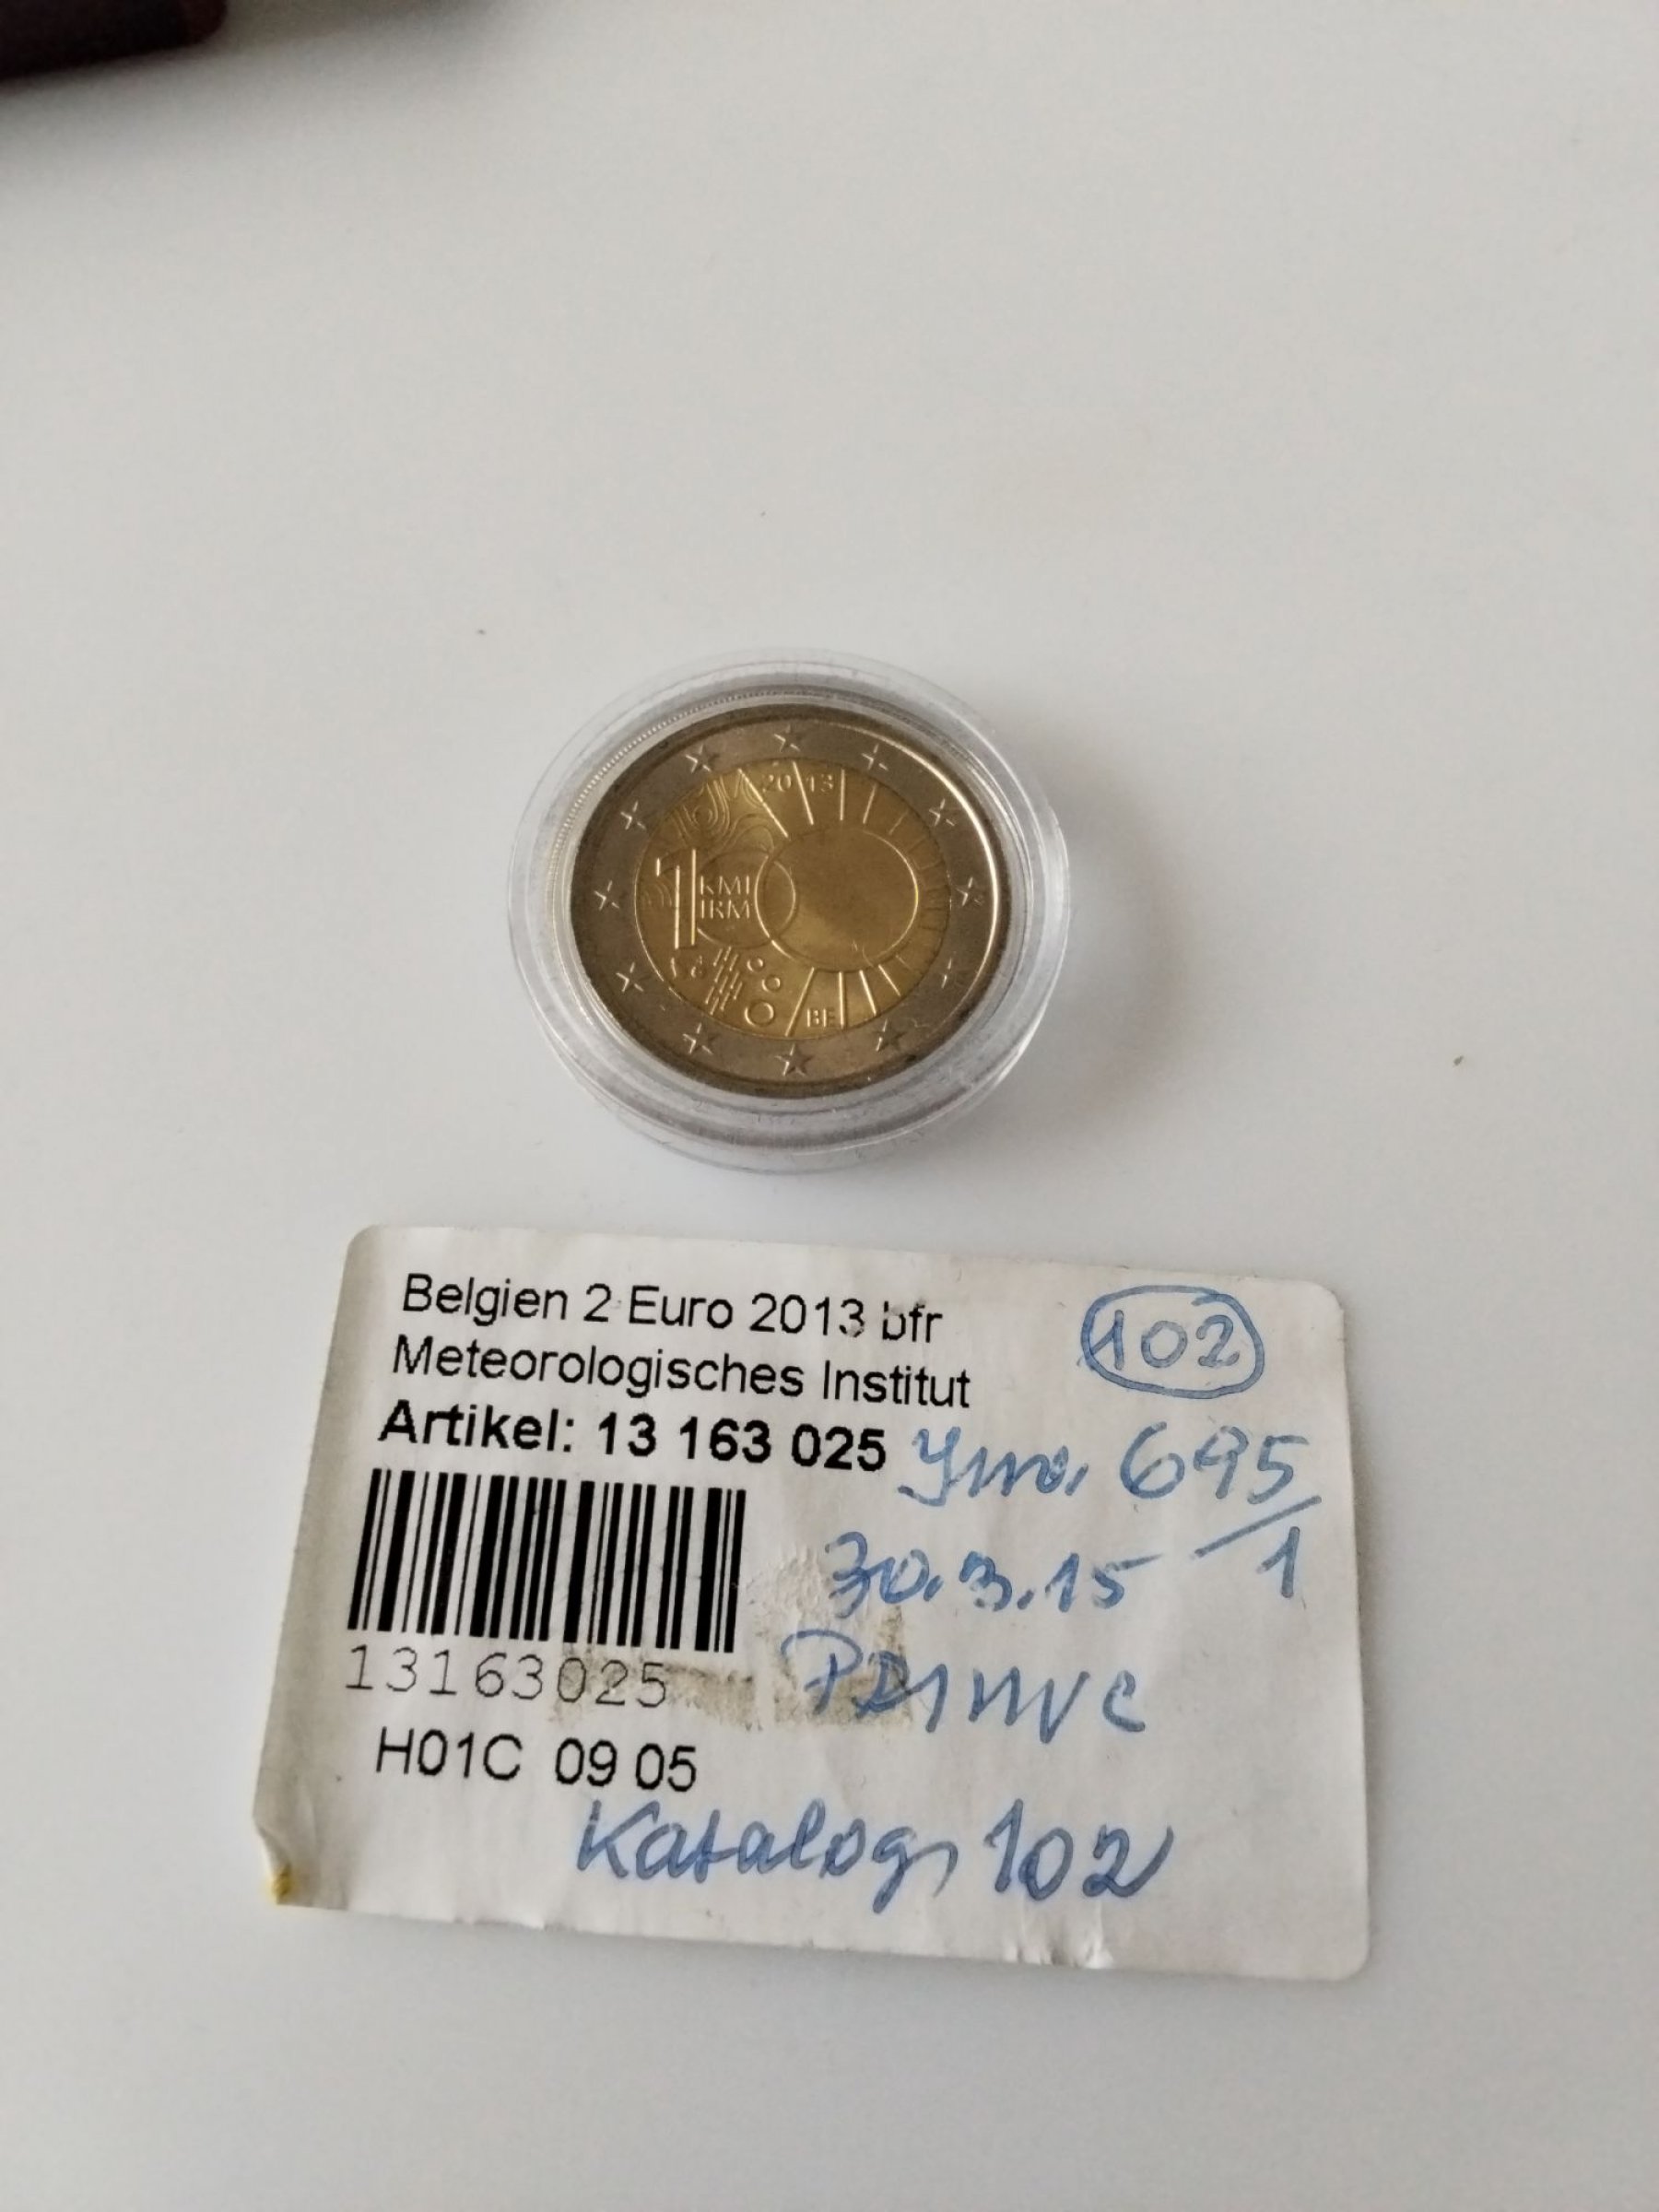 2013
KMI
IRM
BE
Belgien 2 Euro 2013 bfr
Meteorologisches Institut
Artikel: 13 163 025
102
695/1
30.3.15
13163025
H01C 09 05
Katalog 102